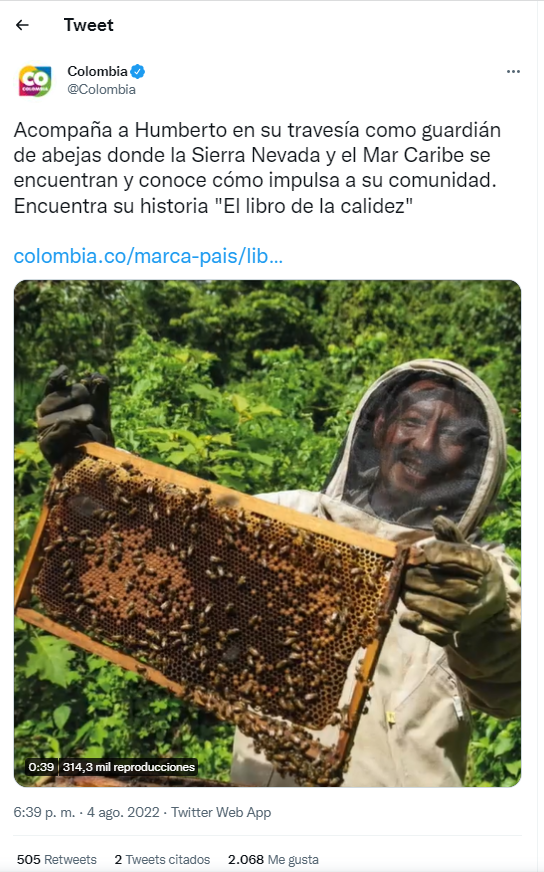 Tweet
CO
COLOMBIA
Colombia
@Colombia
Acompaña a Humberto en su travesía como guardián
de abejas donde la Sierra Nevada y el Mar Caribe se
encuentran y conoce cómo impulsa a su comunidad.
Encuentra su historia "El libro de la calidez"
colombia.co/marca-pais/lib...
0:39 314,3 mil reproducciones
6:39 p. m. · 4 ago. 2022 · Twitter Web App
505 Retweets 2 Tweets citados 2.068 Me gusta